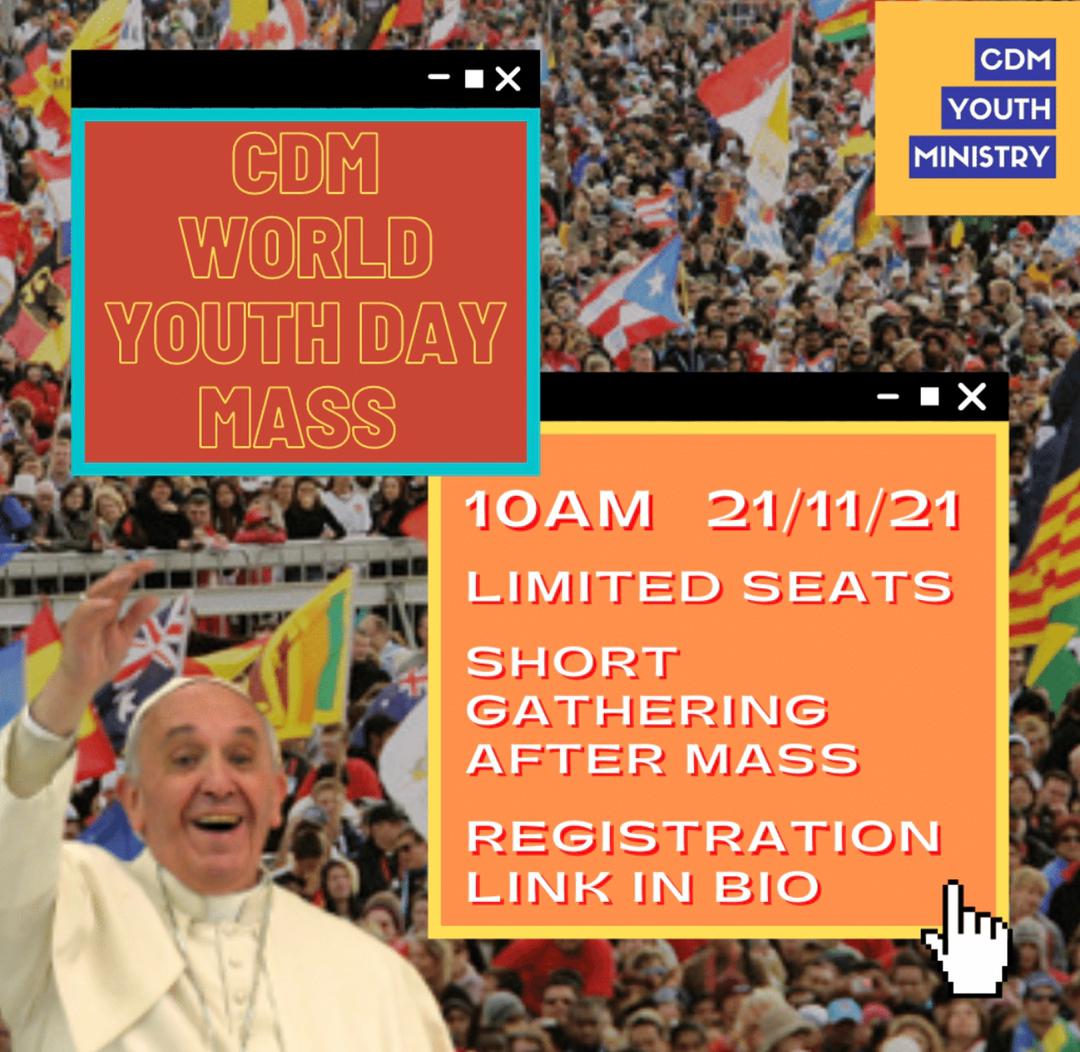 CDM
YOUTH
MINISTRY
CDM
WORLD
YOUTH DAY
MASS
10AM 21/11/21
LIMITED SEATS
SHORT
GATHERING
AFTER MASS
REGISTRATION
LINK IN BIO